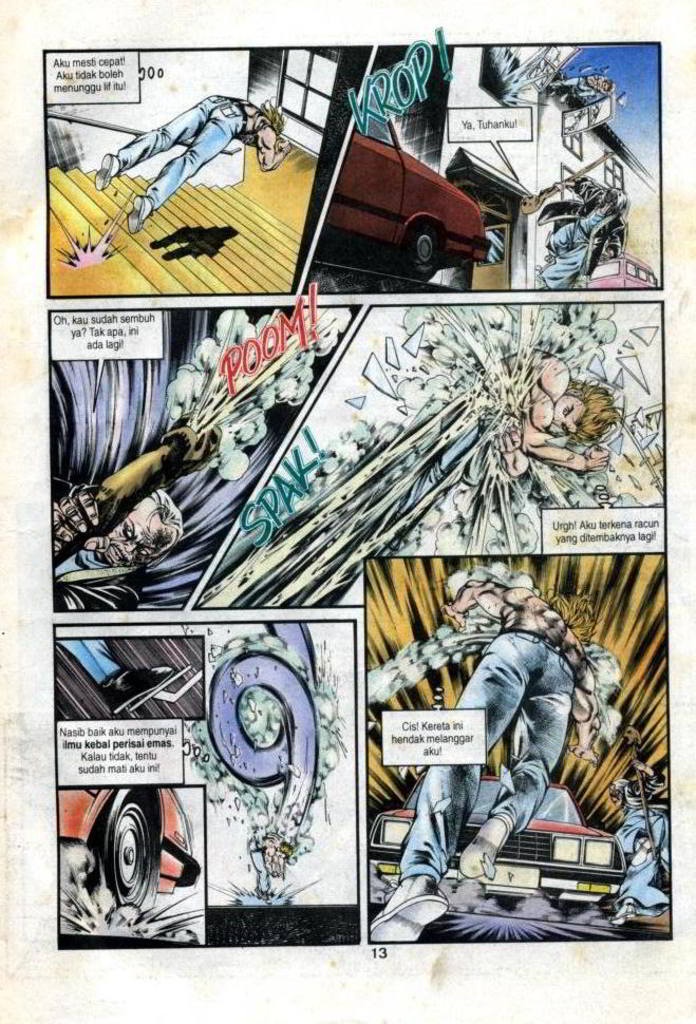 Aku mesti cepat!
Aku tidak boleh
menunggu lif itu!
KROP!
Ya, Tuhanku!
Oh, kau sudah sembuh
ya? Tak apa, ini
ada lagi!
POOM!
SPAK!
Urgh! Aku terkena racun
yang ditembaknya lagi!
Nasib baik aku mempunyai
ilmu kebal perisai emas.
Kalau tidak, tentu
sudah mati aku ini!
Cis! Kereta ini
hendak melanggar
aku!
13